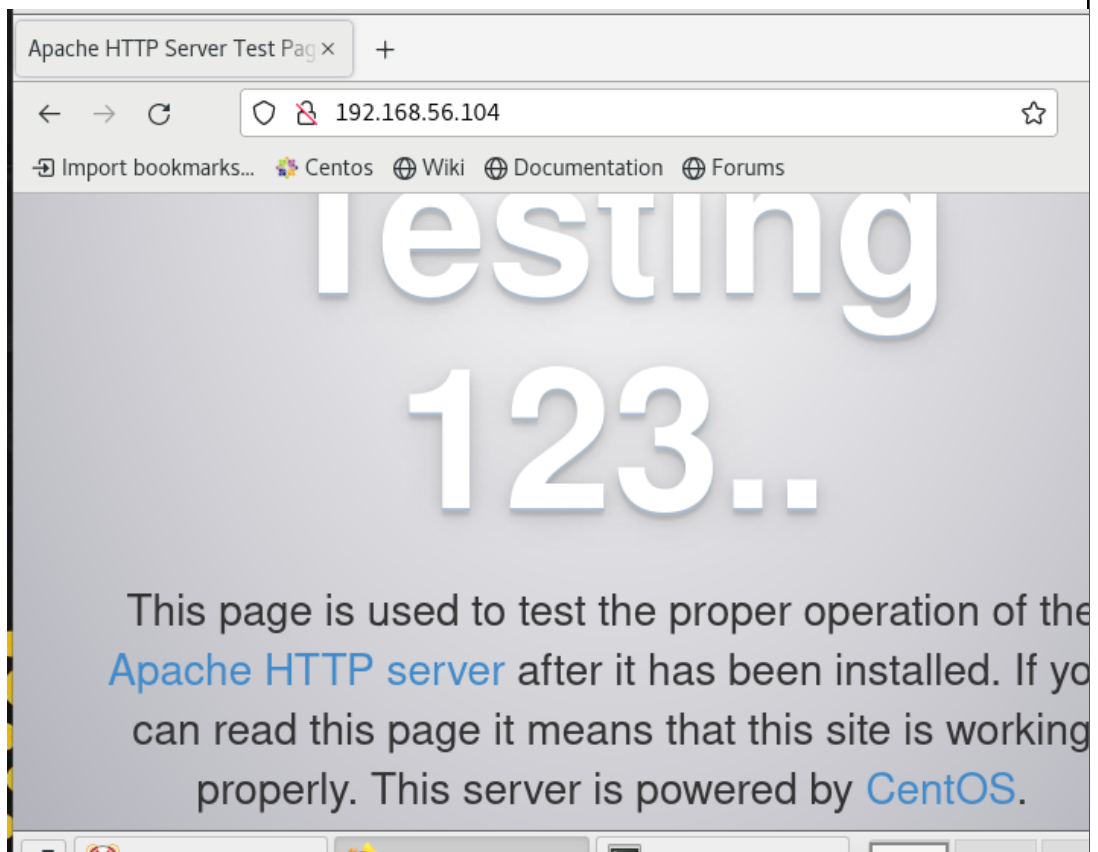 Apache HTTP Server Test Pag
192.168.56.104
Import bookmarks... Centos Wiki Documentation Forums
Testing
123..
This page is used to test the proper operation of the
Apache HTTP server after it has been installed. If yo
can read this page it means that this site is working
properly. This server is powered by CentOS.